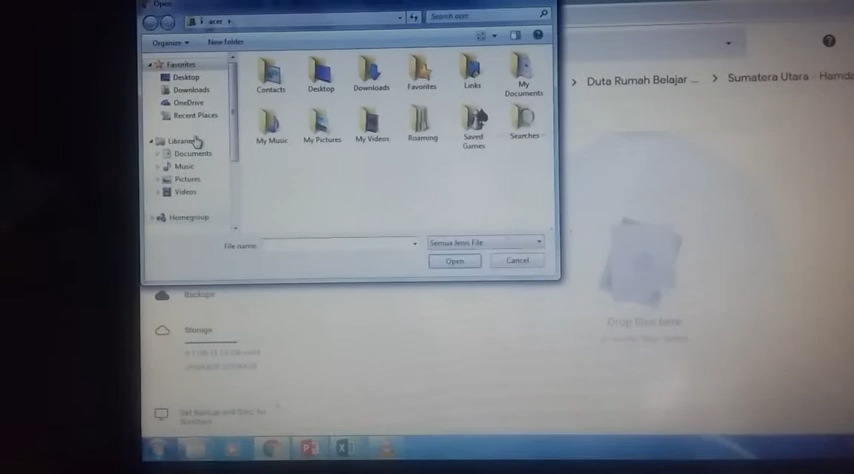 Open
acer
Search acer
Organize
New folder
Favorites
Desktop
Downloads
OneDrive
Recent Places
Libraries
Documents
Music
Pictures
Videos
Homegroup
Contacts
Desktop
Downloads
Favorites
Links
My Documents
My Music
My Pictures
My Videos
Roaming
Saved Games
Searches
File name:
Semua Jenis File
Open
Cancel
Duta Rumah Belajar ...
Sumatera Utara - Hamda
Drop files here
Backups
Storage
Get Backup and Sync for
Windows